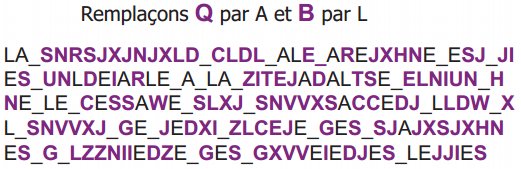 Remplaçons Q par A et B par L
LA_SNRSJXJNJXLD_CLDL_ALE_AREJXHNE_ESJ_JI
ES_UNLDEIARLE_A_LA_ZITEJADALTSE_ELNIUN_H
NE_LE_CESSAWE_SLXJ_SNVVXSACCEDJ_LLDW_X
L_SNVVXJ_GE_JEDXI_ZLCEJE_GES_SJAJXSJXHN
ES_G_LZZNIIEDZE_GES_GXVVEIEDJES_LEJJIES